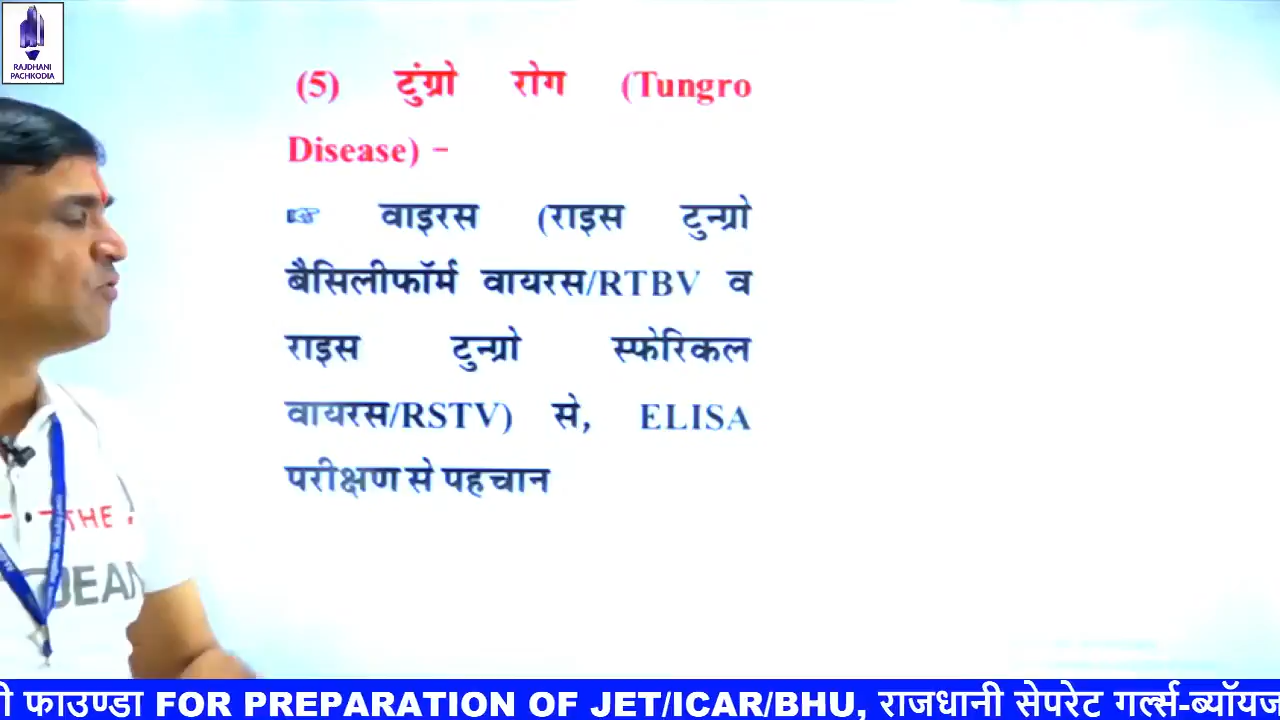 RAJDHANI
PACHKODIA
(5) टुंग्रो रोग (Tungro
Disease) –
☞ वाइरस (राइस टुन्ग्रो
बैसिलीफॉर्म वायरस/RTBV व
राइस टुन्ग्रो स्फेरिकल
वायरस/RSTV) से, ELISA
परीक्षण से पहचान
THE
OEAN
ी फाउण्डा FOR PREPARATION OF JET/ICAR/BHU, राजधानी सेपरेट गर्ल्स-ब्यॉयज